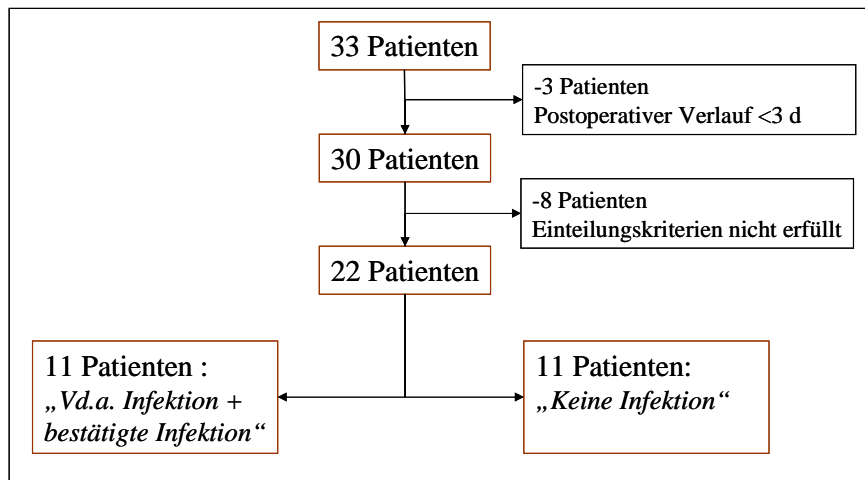 33 Patienten
-3 Patienten
Postoperativer Verlauf <3 d
30 Patienten
-8 Patienten
Einteilungskriterien nicht erfüllt
22 Patienten
11 Patienten :
„Vd.a. Infektion +
bestätigte Infektion“
11 Patienten:
„Keine Infektion“